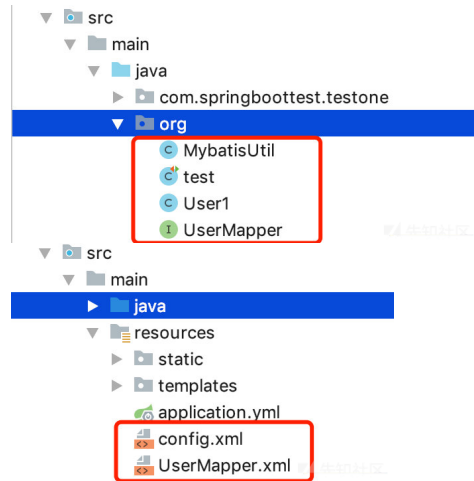 src
main
java
com.springboottest.testone
org
MybatisUtil
test
User1
UserMapper
src
main
java
resources
static
templates
application.yml
config.xml
UserMapper.xml